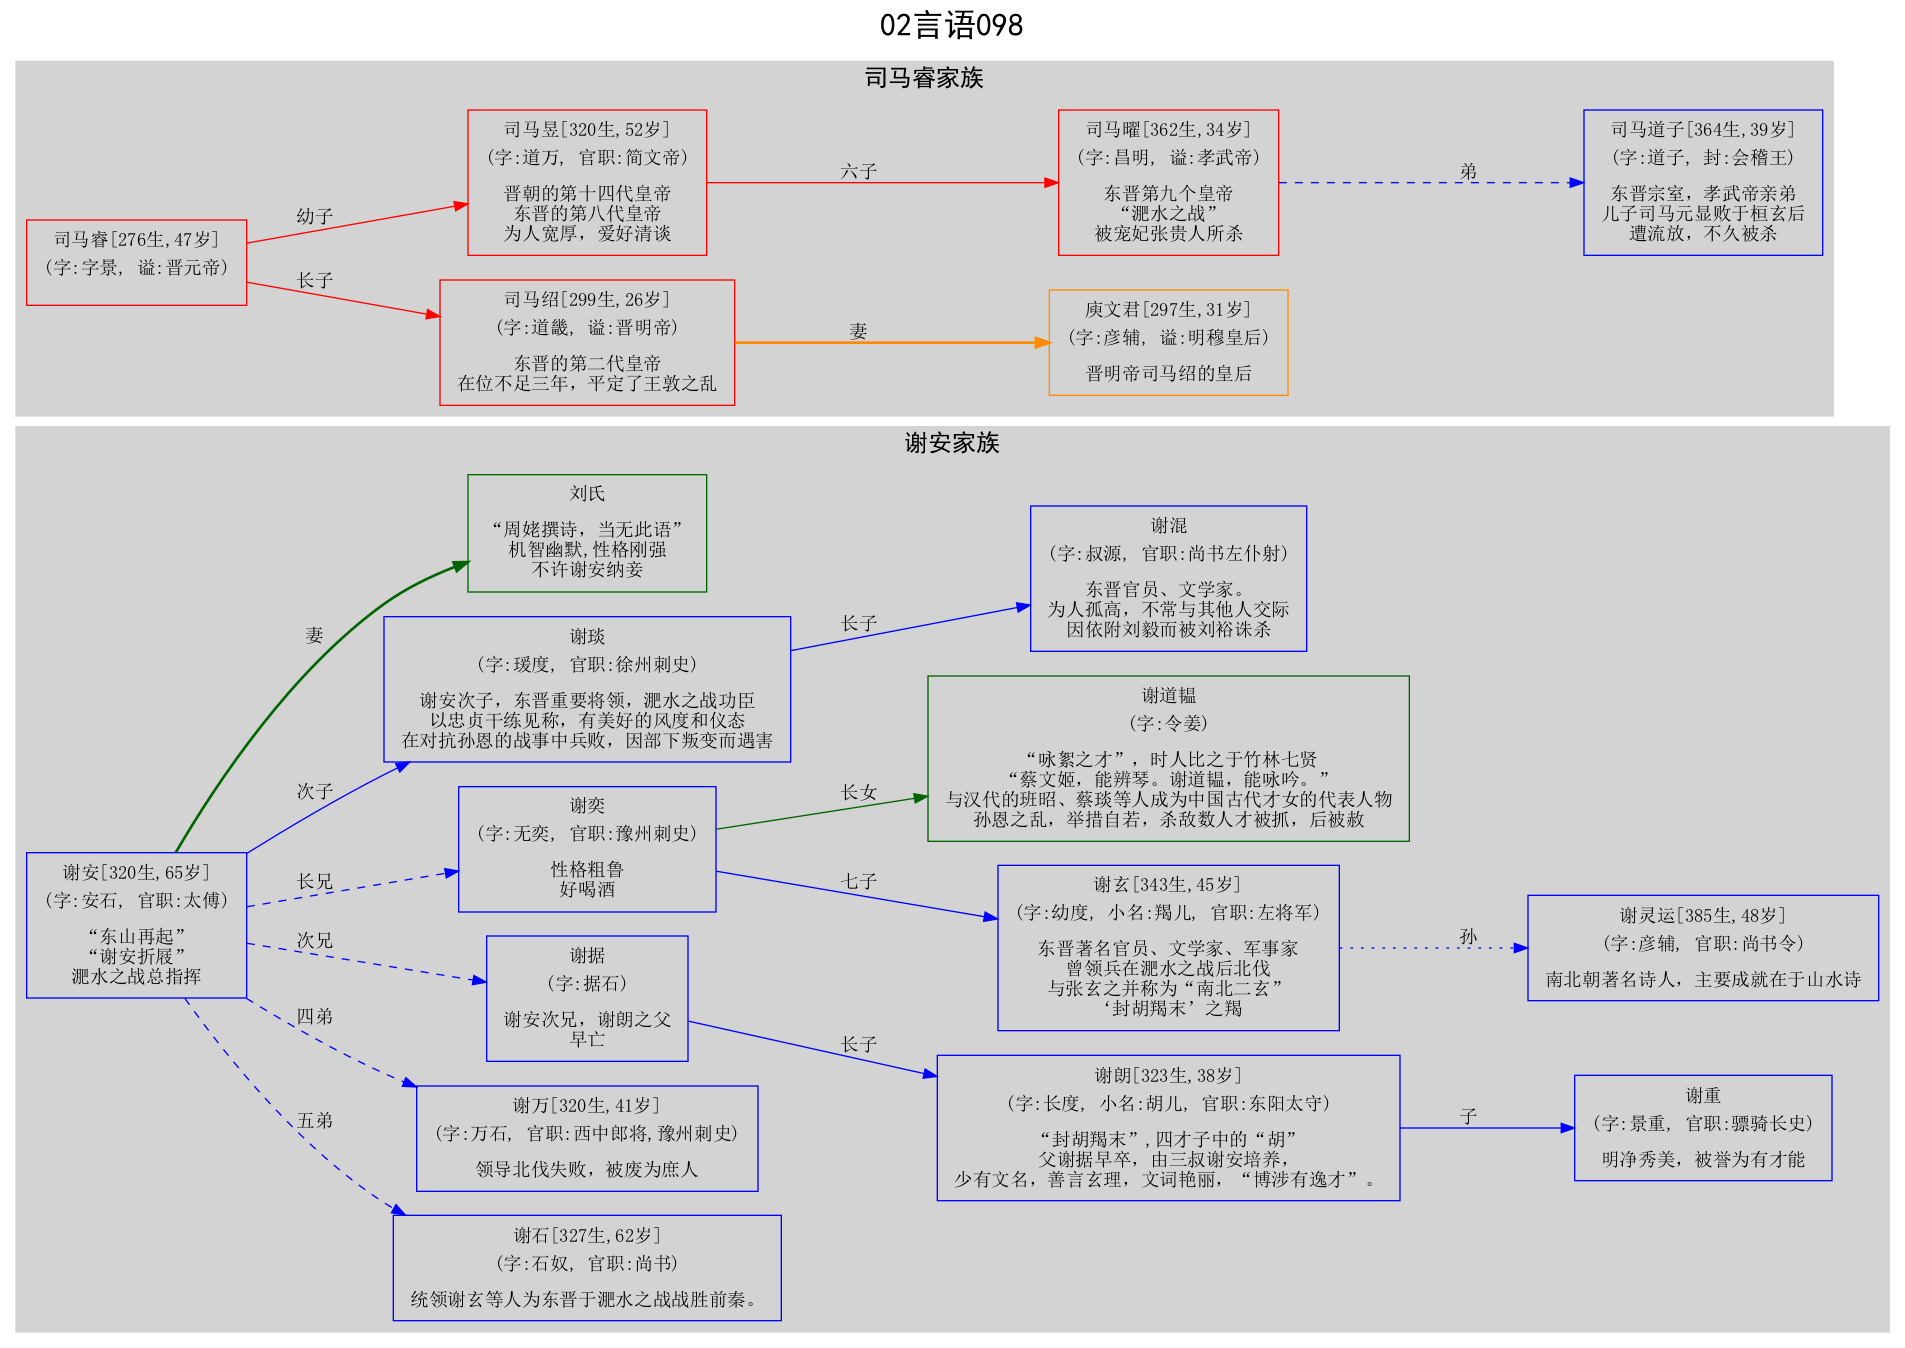 02言语098
司马睿家族
司马睿[276生,47岁]
(字:字景, 谥:晋元帝)
幼子
长子
司马昱[320生,52岁]
(字:道万, 官职:简文帝)
晋朝的第十四代皇帝
东晋的第八代皇帝
为人宽厚，爱好清谈
六子
司马曜[362生,34岁]
(字:昌明, 谥:孝武帝)
东晋第九个皇帝
“淝水之战”
被宠妃张贵人所杀
弟
司马道子[364生,39岁]
(字:道子, 封:会稽王)
东晋宗室，孝武帝亲弟
儿子司马元显败于桓玄后
遭流放，不久被杀
司马绍[299生,26岁]
(字:道畿, 谥:晋明帝)
东晋的第二代皇帝
在位不足三年，平定了王敦之乱
妻
庾文君[297生,31岁]
(字:彦辅, 谥:明穆皇后)
晋明帝司马绍的皇后
谢安家族
谢安[320生,65岁]
(字:安石, 官职:太傅)
“东山再起”
“谢安折屐”
淝水之战总指挥
妻
次子
长兄
次兄
四弟
五弟
刘氏
“周姥撰诗，当无此语”
机智幽默,性格刚强
不许谢安纳妾
谢琰
(字:瑗度, 官职:徐州刺史)
谢安次子，东晋重要将领，淝水之战功臣
以忠贞干练见称，有美好的风度和仪态
在对抗孙恩的战事中兵败，因部下叛变而遇害
长子
谢混
(字:叔源, 官职:尚书左仆射)
东晋官员、文学家。
为人孤高，不常与其他人交际
因依附刘毅而被刘裕诛杀
谢奕
(字:无奕, 官职:豫州刺史)
性格粗鲁
好喝酒
长女
七子
谢道韫
(字:令姜)
“咏絮之才”，时人比之于竹林七贤
“蔡文姬，能辨琴。谢道韫，能咏吟。”
与汉代的班昭、蔡琰等人成为中国古代才女的代表人物
孙恩之乱，举措自若，杀敌数人才被抓，后被赦
谢玄[343生,45岁]
(字:幼度, 小名:羯儿, 官职:左将军)
东晋著名官员、文学家、军事家
曾领兵在淝水之战后北伐
与张玄之并称为“南北二玄”
‘封胡羯末’之羯
孙
谢灵运[385生,48岁]
(字:彦辅, 官职:尚书令)
南北朝著名诗人，主要成就在于山水诗
谢据
(字:据石)
谢安次兄，谢朗之父
早亡
长子
谢朗[323生,38岁]
(字:长度, 小名:胡儿, 官职:东阳太守)
“封胡羯末”,四才子中的“胡”
父谢据早卒，由三叔谢安培养，
少有文名，善言玄理，文词艳丽，“博涉有逸才”。
子
谢重
(字:景重, 官职:骠骑长史)
明净秀美，被誉为有才能
谢万[320生,41岁]
(字:万石, 官职:西中郎将,豫州刺史)
领导北伐失败，被废为庶人
谢石[327生,62岁]
(字:石奴, 官职:尚书)
统领谢玄等人为东晋于淝水之战战胜前秦。